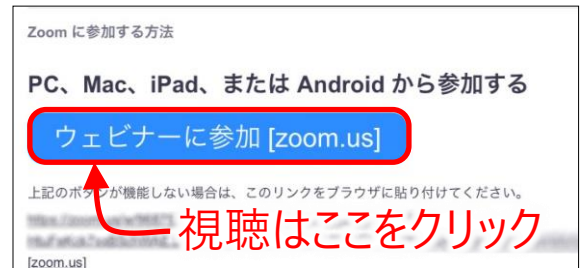 Zoom に参加する方法
PC、Mac、iPad、または Android から参加する
ウェビナーに参加 [zoom.us]
上記のボタンが機能しない場合は、このリンクをブラウザに貼り付けてください。
視聴はここをクリック
[zoom.us]